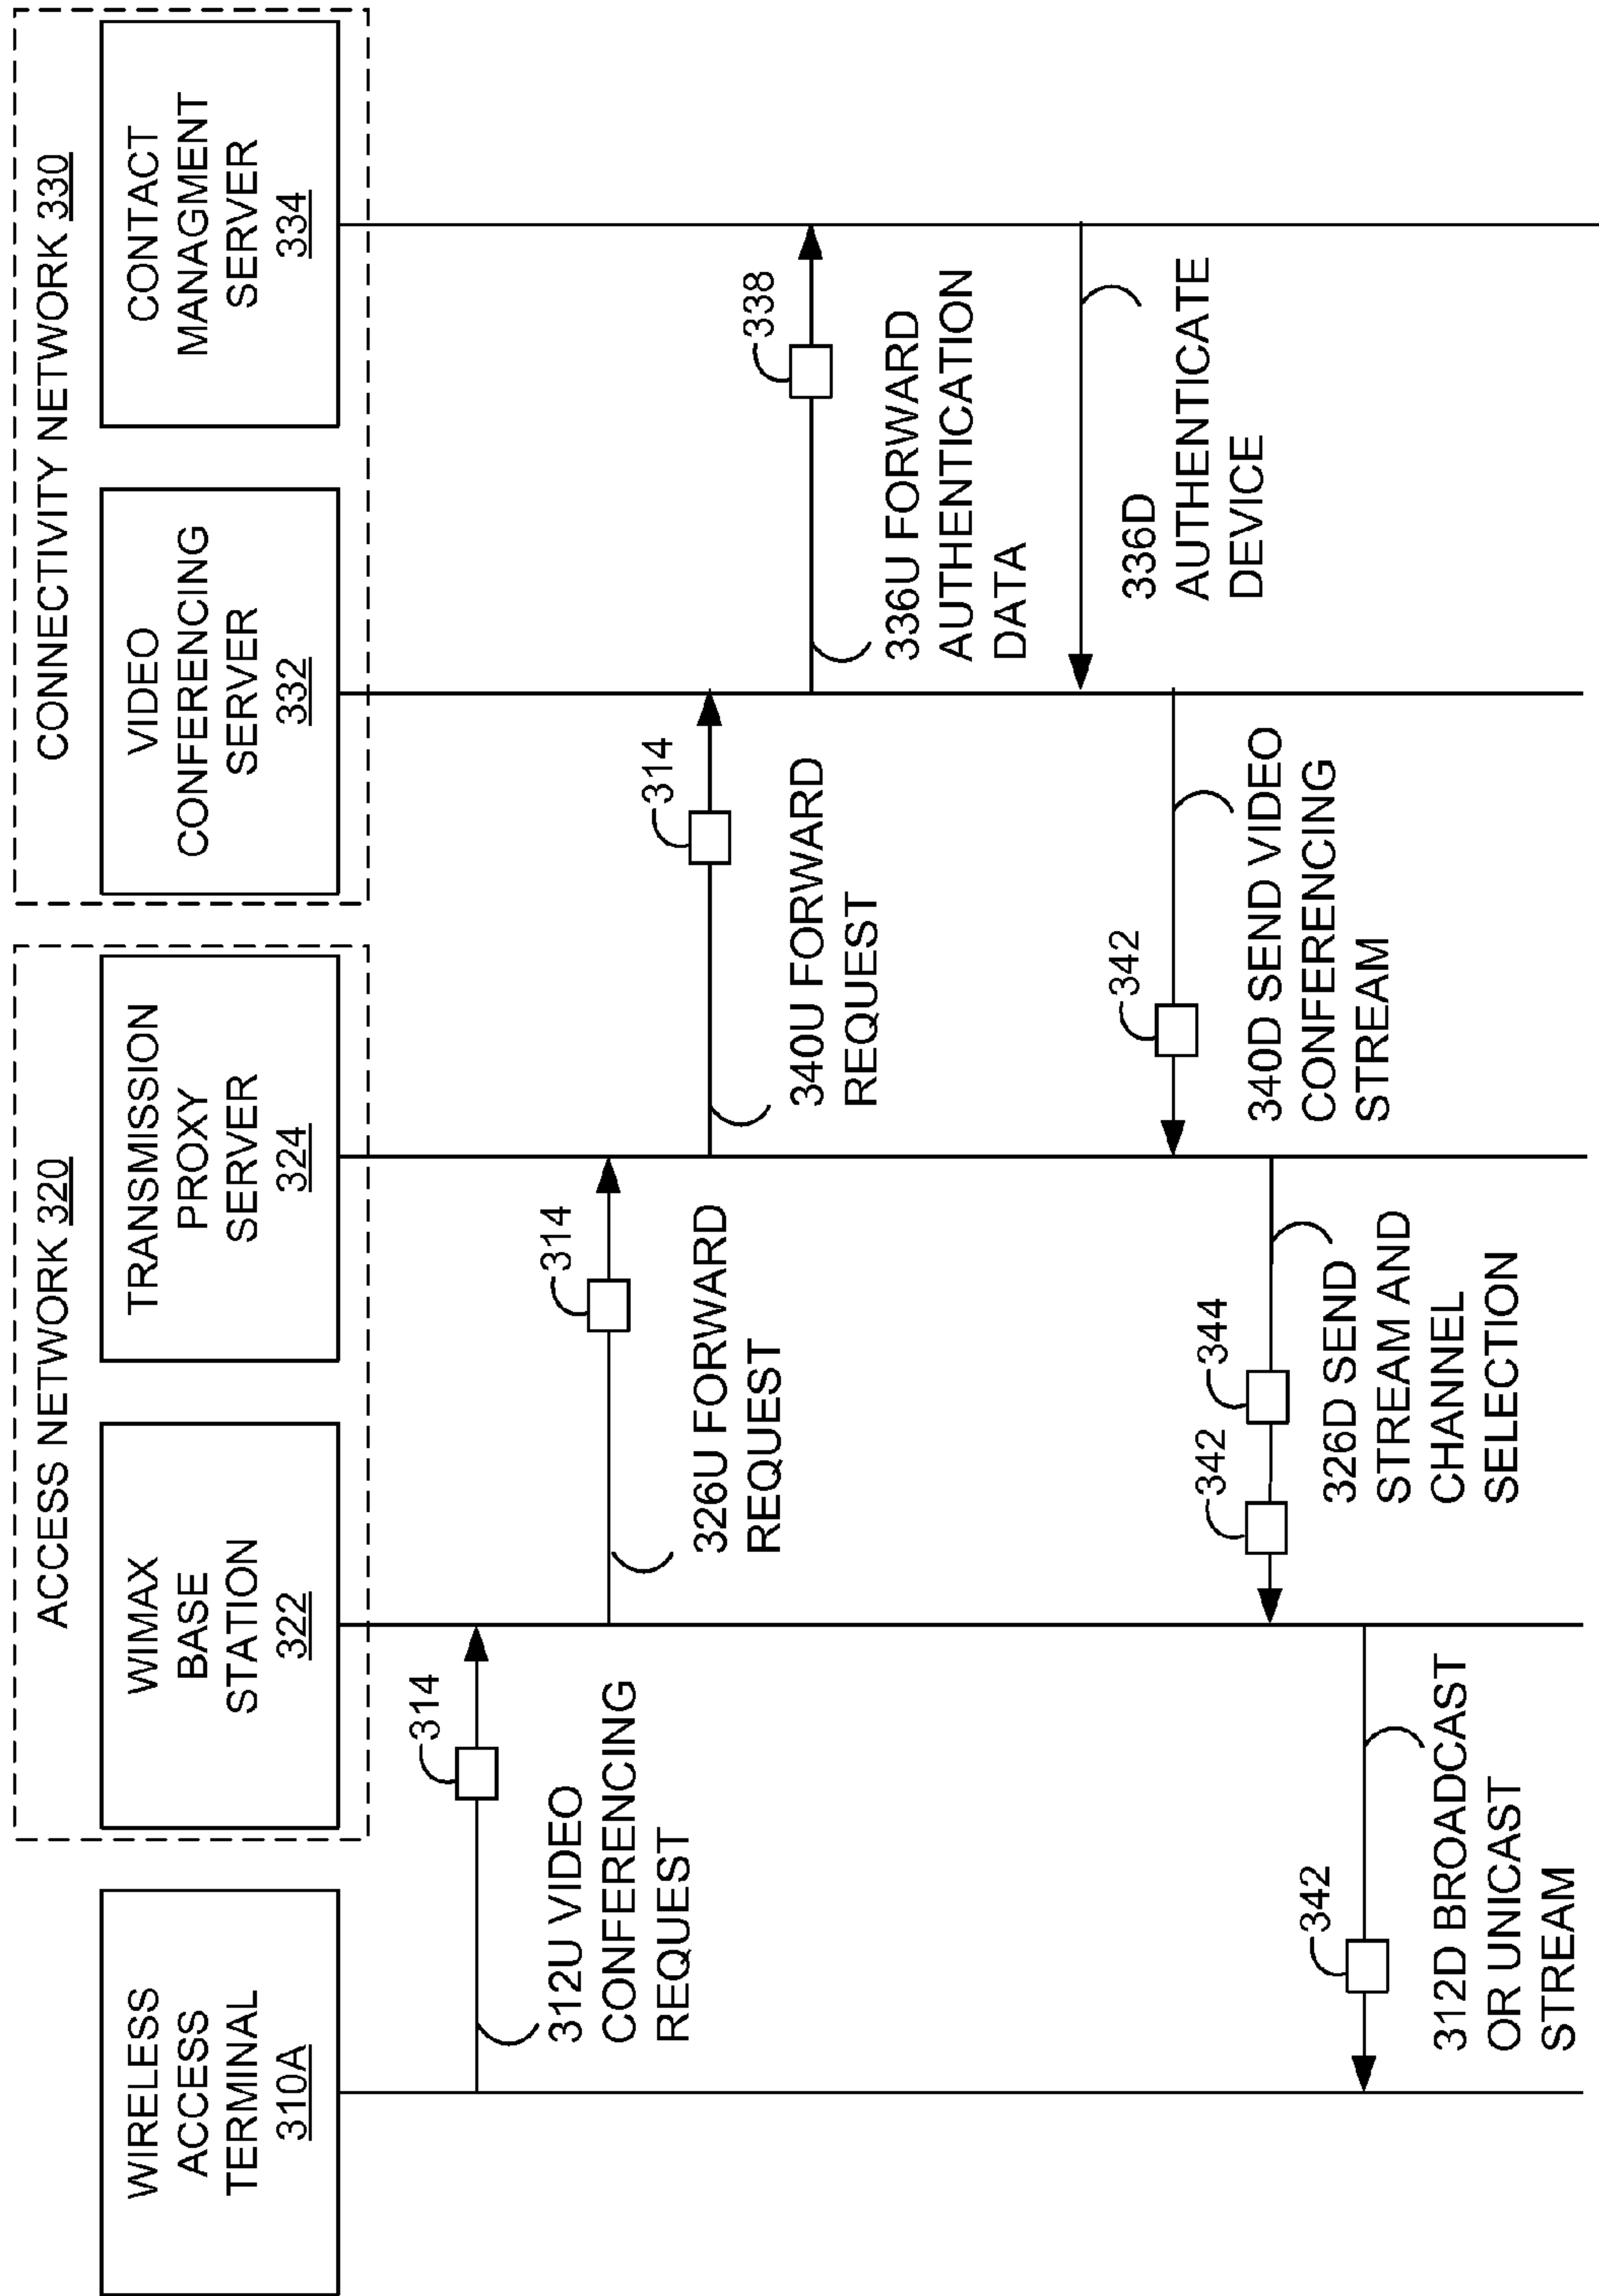 ACCESS NETWORK 320
CONNECTIVITY NETWORK 330
WIRELESS
ACCESS
TERMINAL
310A
WIMAX
BASE
STATION
322
TRANSMISSION
PROXY
SERVER
324
VIDEO
CONFERENCING
SERVER
332
CONTACT
MANAGMENT
SERVER
334
314
312U VIDEO
CONFERENCING
REQUEST
314
326U FORWARD
REQUEST
314
340U FORWARD
REQUEST
338
336U FORWARD
AUTHENTICATION
DATA
336D
AUTHENTICATE
DEVICE
342
340D SEND VIDEO
CONFERENCING
STREAM
342
344
326D SEND
STREAM AND
CHANNEL
SELECTION
342
312D BROADCAST
OR UNICAST
STREAM